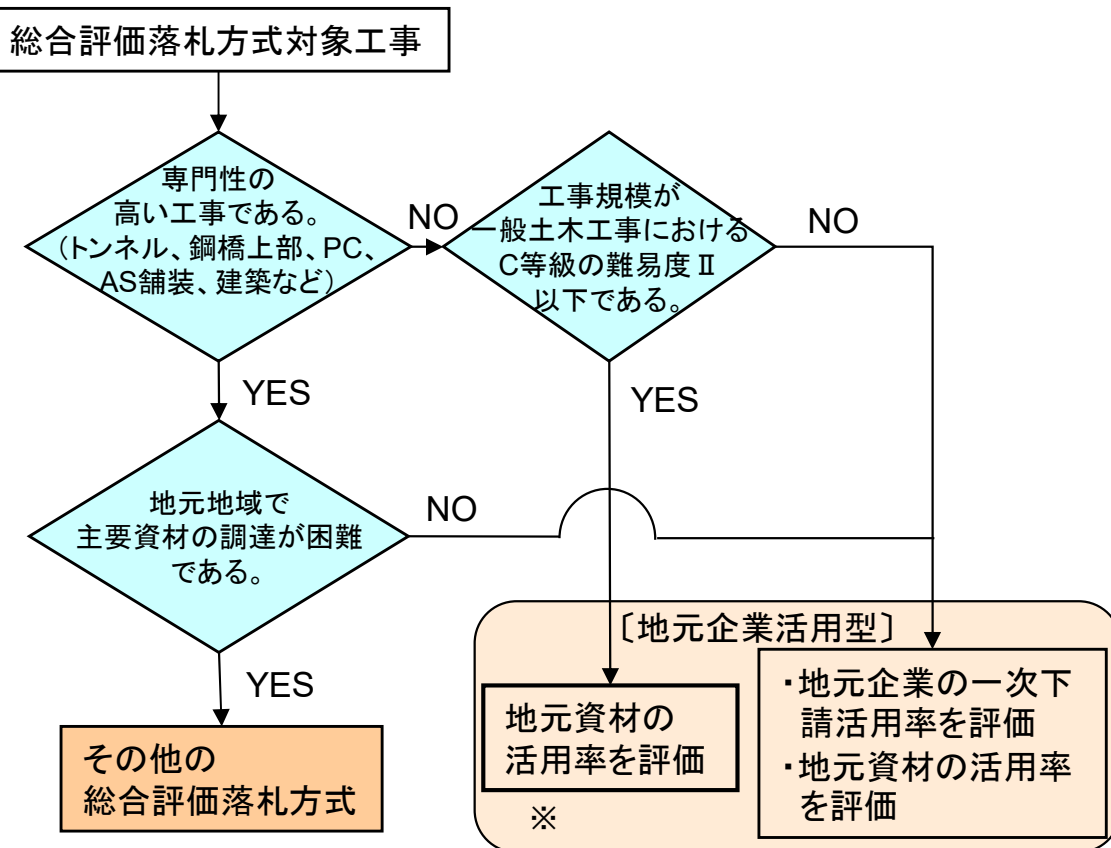 総合評価落札方式対象工事
専門性の
高い工事である。
（トンネル、鋼橋上部、PC、
AS舗装、建築など）
NO
工事規模が
一般土木工事における
C等級の難易度Ⅱ
以下である。
NO
YES
YES
地元地域で
主要資材の調達が困難
である。
NO
YES
その他の
総合評価落札方式
〔地元企業活用型〕
地元資材の
活用率を評価
※
・地元企業の一次下
請活用率を評価
・地元資材の活用率
を評価